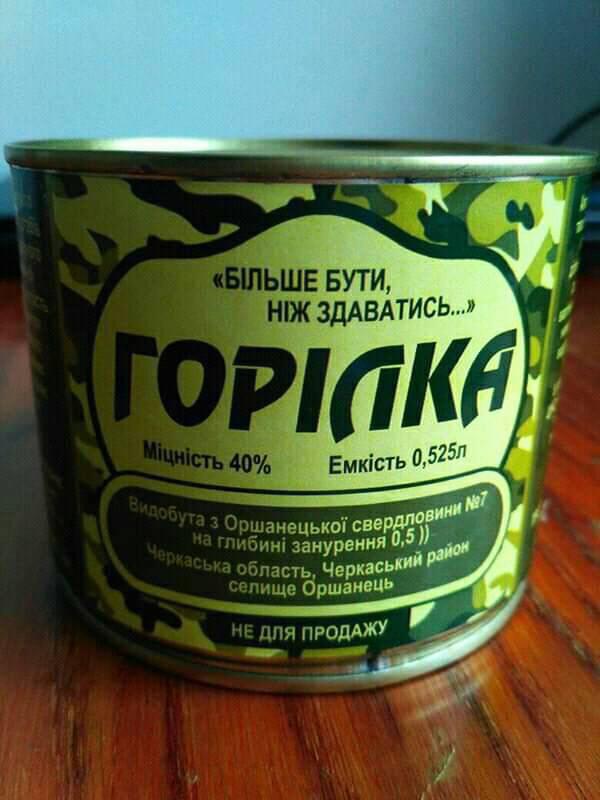 «БІЛЬШЕ БУТИ,
НІЖ ЗДАВАТИСЬ...»
ГОРІЛКА
Міцність 40% Емкість 0,525л
Видобута з Оршанецької свердловини №7
на глибині занурення 0,5 ))
Черкаська область, Черкаський район
селище Оршанець
НЕ ДЛЯ ПРОДАЖУ